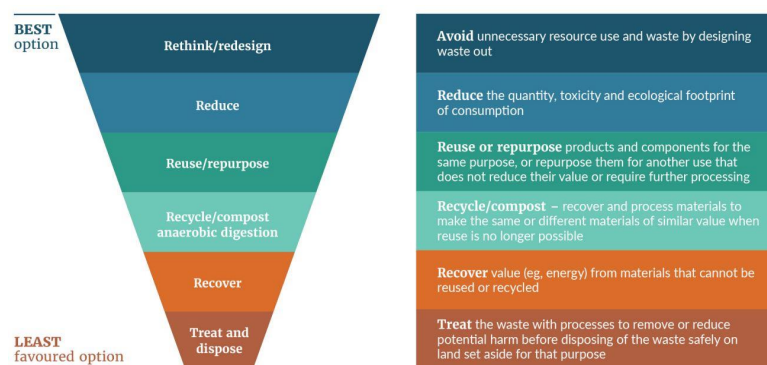 BEST
option
Rethink/redesign
Avoid unnecessary resource use and waste by designing
waste out
Reduce
Reduce the quantity, toxicity and ecological footprint
of consumption
Reuse/repurpose
Reuse or repurpose products and components for the
same purpose, or repurpose them for another use that
does not reduce their value or require further processing
Recycle/compost
anaerobic digestion
Recycle/compost – recover and process materials to
make the same or different materials of similar value when
reuse is no longer possible
Recover
Recover value (eg, energy) from materials that cannot be
reused or recycled
LEAST
favoured option
Treat and
dispose
Treat the waste with processes to remove or reduce
potential harm before disposing of the waste safely on
land set aside for that purpose